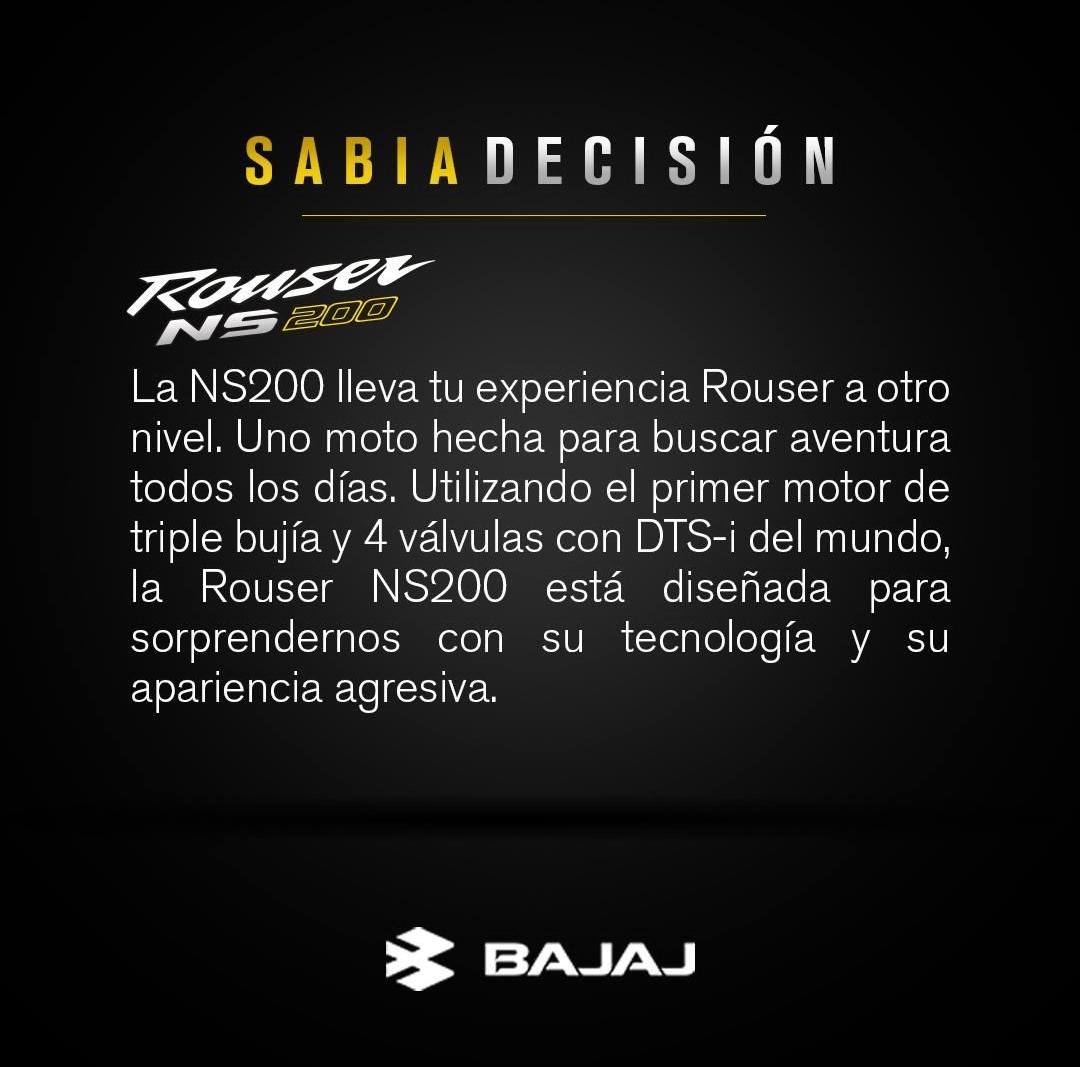 SABIA DECISIÓN
Rouser
NS200
La NS200 lleva tu experiencia Rouser a otro
nivel. Uno moto hecha para buscar aventura
todos los días. Utilizando el primer motor de
triple bujía y 4 válvulas con DTS-i del mundo,
la Rouser NS200 está diseñada para
sorprendernos con su tecnología y su
apariencia agresiva.
BAJAJ